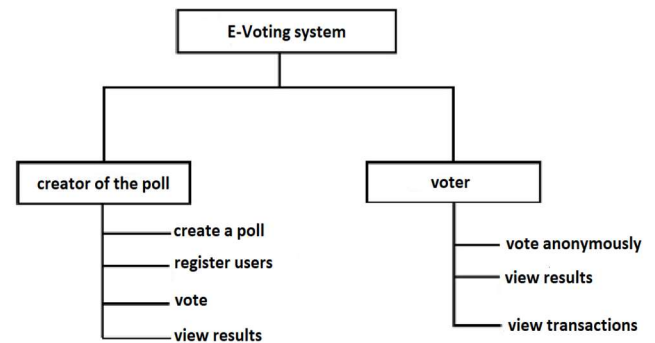 E-Voting system
creator of the poll
voter
create a poll
register users
vote
view results
vote anonymously
view results
view transactions